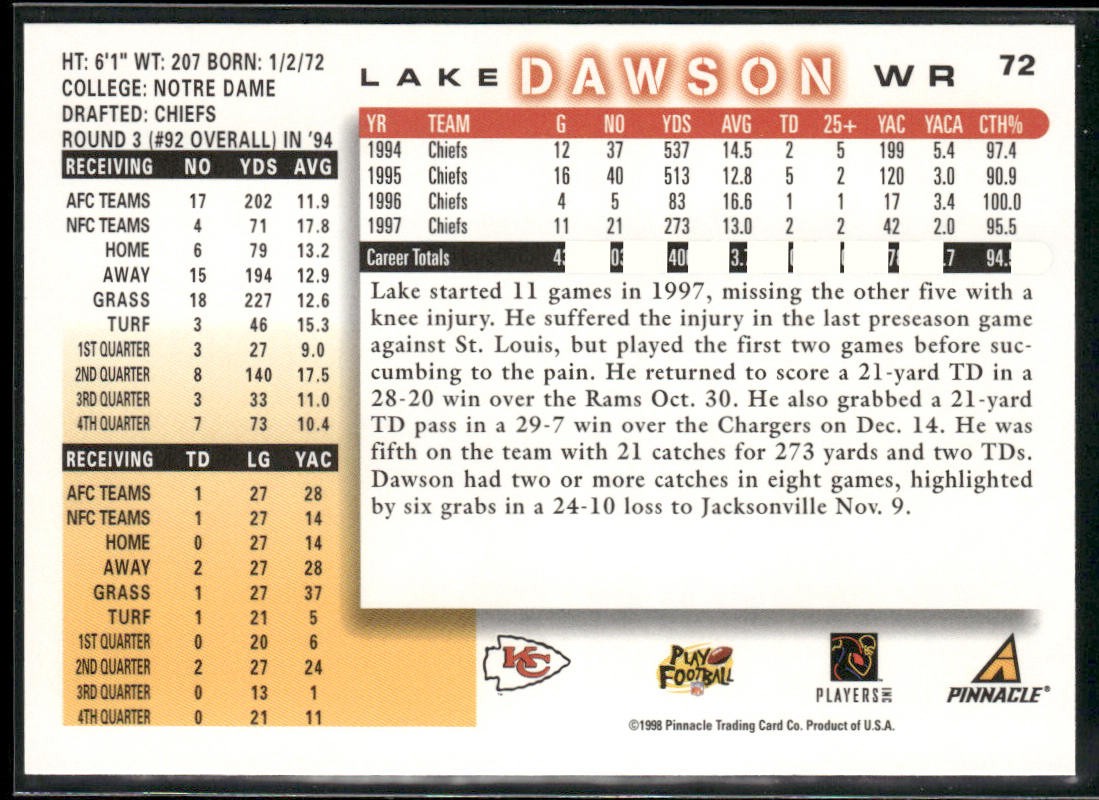 HT: 6'1" WT: 207 BORN: 1/2/72
COLLEGE: NOTRE DAME
DRAFTED: CHIEFS
ROUND 3 (#92 OVERALL) IN '94
LAKE DAWSON WR 72
RECEIVING NO YDS AVG
AFC TEAMS 17 202 11.9
NFC TEAMS 4 71 17.8
HOME 6 79 13.2
AWAY 15 194 12.9
GRASS 18 227 12.6
TURF 3 46 15.3
1ST QUARTER 3 27 9.0
2ND QUARTER 8 140 17.5
3RD QUARTER 3 33 11.0
4TH QUARTER 7 73 10.4
RECEIVING TD LG YAC
AFC TEAMS 1 27 28
NFC TEAMS 1 27 14
HOME 0 27 14
AWAY 2 27 28
GRASS 1 27 37
TURF 1 21 5
1ST QUARTER 0 20 6
2ND QUARTER 2 27 24
3RD QUARTER 0 13 1
4TH QUARTER 0 21 11
YR TEAM G NO YDS AVG TD 25+ YAC YACA CTH%
1994 Chiefs 12 37 537 14.5 2 5 199 5.4 97.4
1995 Chiefs 16 40 513 12.8 5 2 120 3.0 90.9
1996 Chiefs 4 5 83 16.6 1 1 17 3.4 100.0
1997 Chiefs 11 21 273 13.0 2 2 42 2.0 95.5
Career Totals
Lake started 11 games in 1997, missing the other five with a
knee injury. He suffered the injury in the last preseason game
against St. Louis, but played the first two games before suc-
cumbing to the pain. He returned to score a 21-yard TD in a
28-20 win over the Rams Oct. 30. He also grabbed a 21-yard
TD pass in a 29-7 win over the Chargers on Dec. 14. He was
fifth on the team with 21 catches for 273 yards and two TDs.
Dawson had two or more catches in eight games, highlighted
by six grabs in a 24-10 loss to Jacksonville Nov. 9.
KC
PLAY FOOTBALL
PLAYERS INC
PINNACLE®
©1998 Pinnacle Trading Card Co. Product of U.S.A.